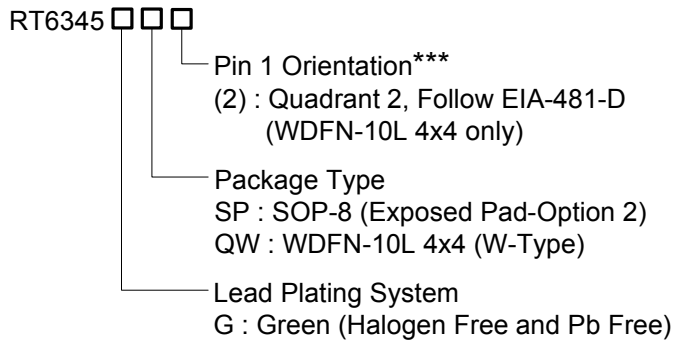 RT6345
Pin 1 Orientation***
(2) : Quadrant 2, Follow EIA-481-D
(WDFN-10L 4x4 only)
Package Type
SP : SOP-8 (Exposed Pad-Option 2)
QW : WDFN-10L 4x4 (W-Type)
Lead Plating System
G : Green (Halogen Free and Pb Free)